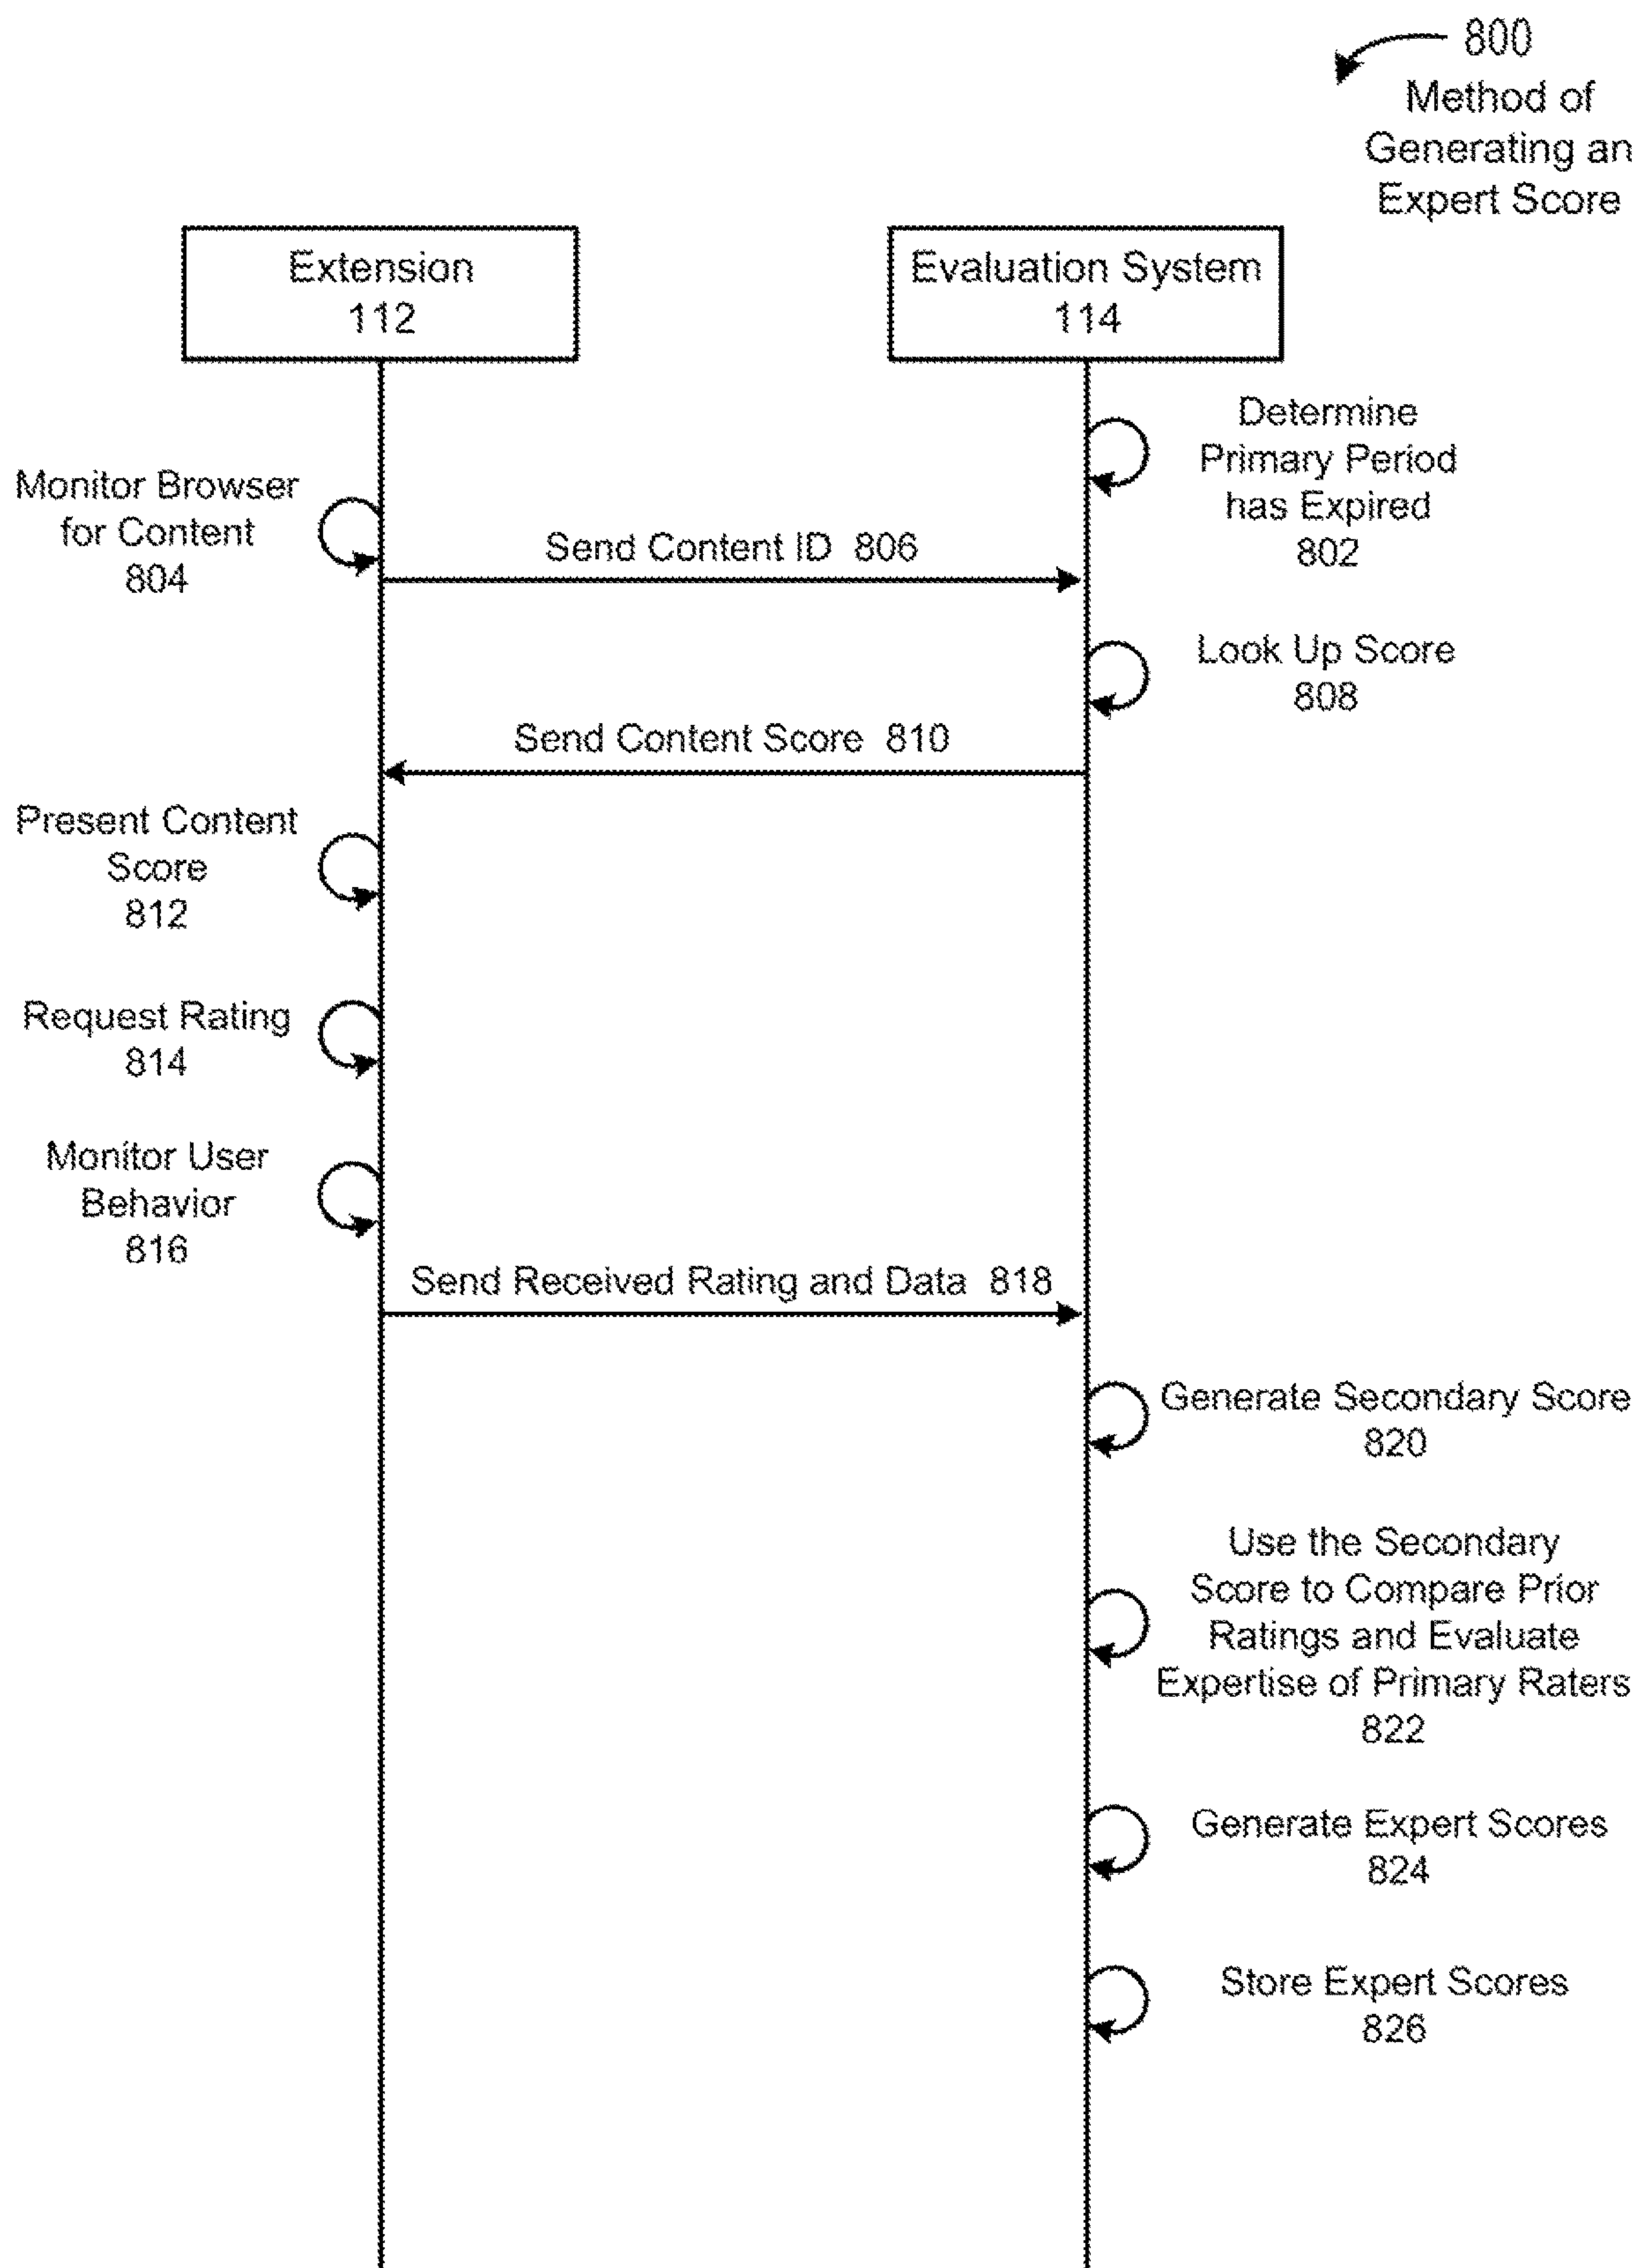 800
Method of
Generating an
Expert Score
Extension
112
Evaluation System
114
Determine
Primary Period
has Expired
802
Monitor Browser
for Content
804
Send Content ID 806
Look Up Score
808
Send Content Score 810
Present Content
Score
812
Request Rating
814
Monitor User
Behavior
816
Send Received Rating and Data 818
Generate Secondary Score
820
Use the Secondary
Score to Compare Prior
Ratings and Evaluate
Expertise of Primary Raters
822
Generate Expert Scores
824
Store Expert Scores
826